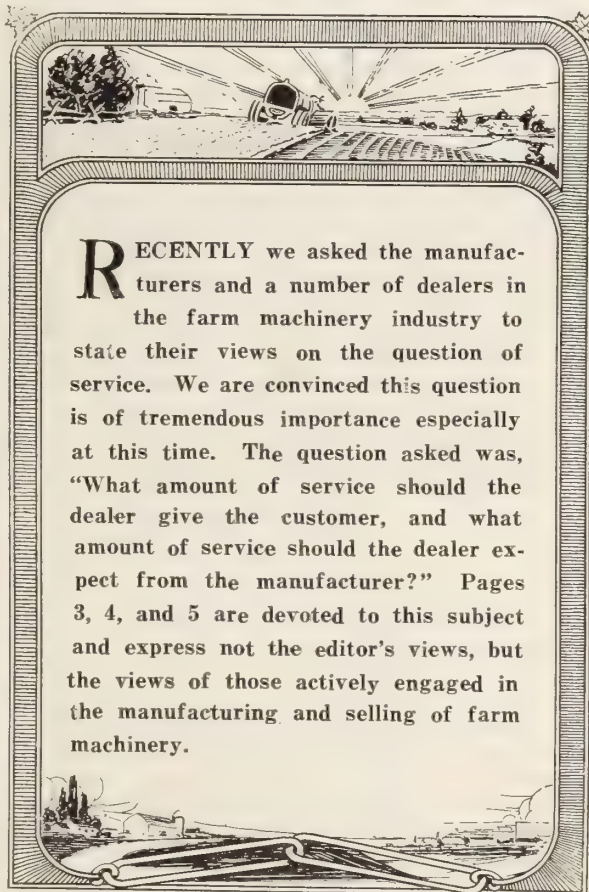 RECENTLY we asked the manufac-
turers and a number of dealers in
the farm machinery industry to
state their views on the question of
service. We are convinced this question
is of tremendous importance especially
at this time. The question asked was,
“What amount of service should the
dealer give the customer, and what
amount of service should the dealer ex-
pect from the manufacturer?” Pages
3, 4, and 5 are devoted to this subject
and express not the editor's views, but
the views of those actively engaged in
the manufacturing and selling of farm
machinery.